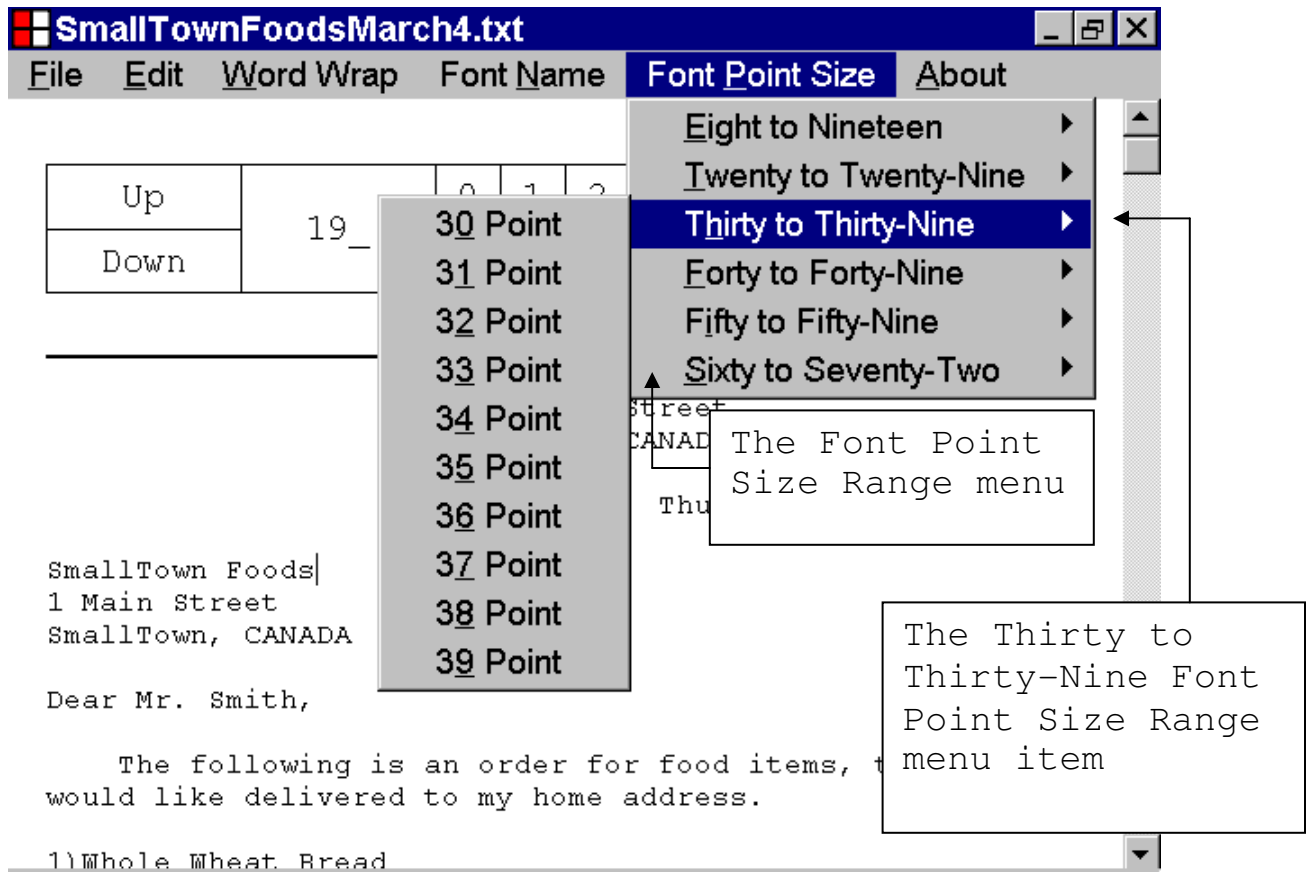 SmallTownFoodsMarch4.txt
File Edit Word Wrap Font Name Font Point Size About
Eight to Nineteen
Twenty to Twenty-Nine
Thirty to Thirty-Nine
Forty to Forty-Nine
Fifty to Fifty-Nine
Sixty to Seventy-Two
Up
Down
19_
0 1 2
30 Point
31 Point
32 Point
33 Point
34 Point
35 Point
36 Point
37 Point
38 Point
39 Point
Street
The Font Point
Size Range menu
SmallTown Foods
1 Main Street
SmallTown, CANADA
The Thirty to
Thirty-Nine Font
Point Size Range
menu item
Dear Mr. Smith,
The following is an order for food items,
would like delivered to my home address.
1)Whole Wheat Bread